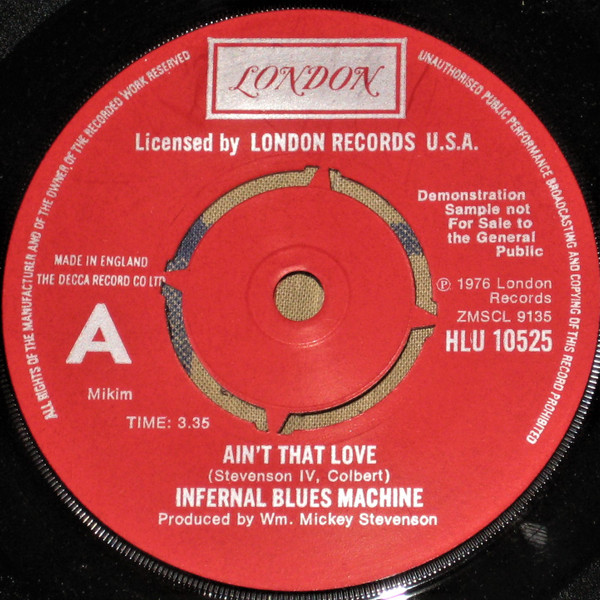 LONDON
Licensed by LONDON RECORDS U.S.A.
ALL RIGHTS OF THE MANUFACTURER AND OF THE OWNER OF THE RECORDED WORK RESERVED
UNAUTHORISED PUBLIC PERFORMANCE BROADCASTING AND COPYING OF THIS RECORD PROHIBITED
Demonstration
Sample not
For Sale to
the General
Public
MADE IN ENGLAND
THE DECCA RECORD CO LTD
℗ 1976 London
Records
ZMSCL 9135
HLU 10525
A
Mikim
TIME: 3.35
AIN'T THAT LOVE
(Stevenson IV, Colbert)
INFERNAL BLUES MACHINE
Produced by Wm. Mickey Stevenson